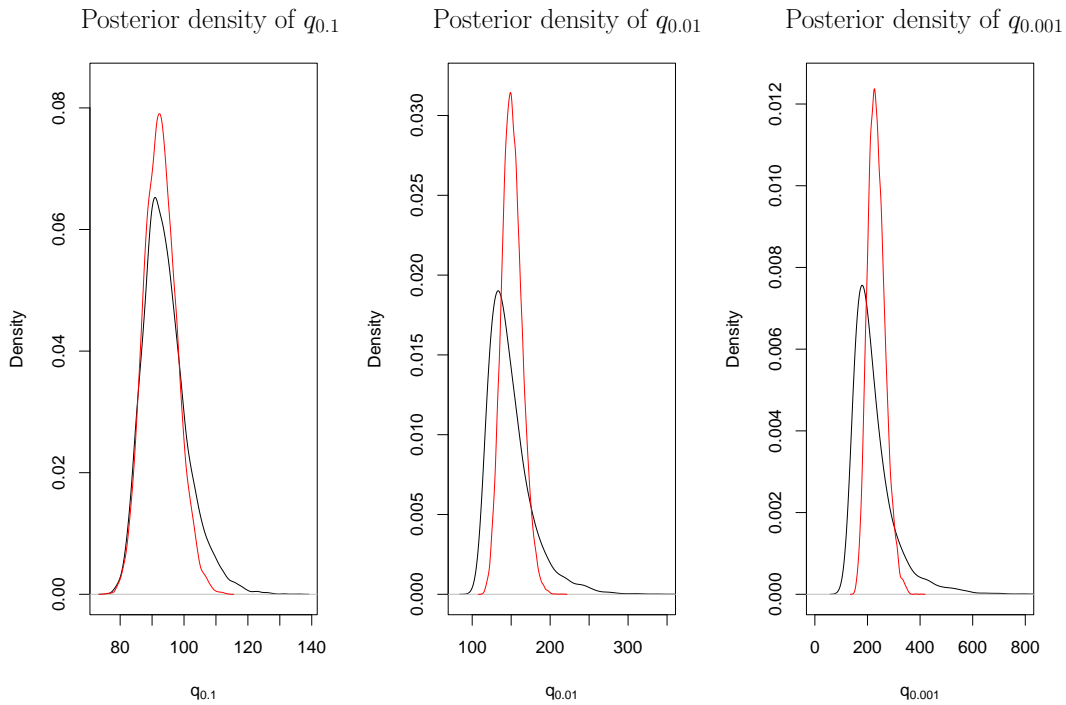 Posterior density of q0.1
Posterior density of q0.01
Posterior density of q0.001
Density
0.00 0.02 0.04 0.06 0.08
80 100 120 140
q0.1
Density
0.000 0.005 0.010 0.015 0.020 0.025 0.030
100 200 300
q0.01
Density
0.000 0.002 0.004 0.006 0.008 0.010 0.012
0 200 400 600 800
q0.001